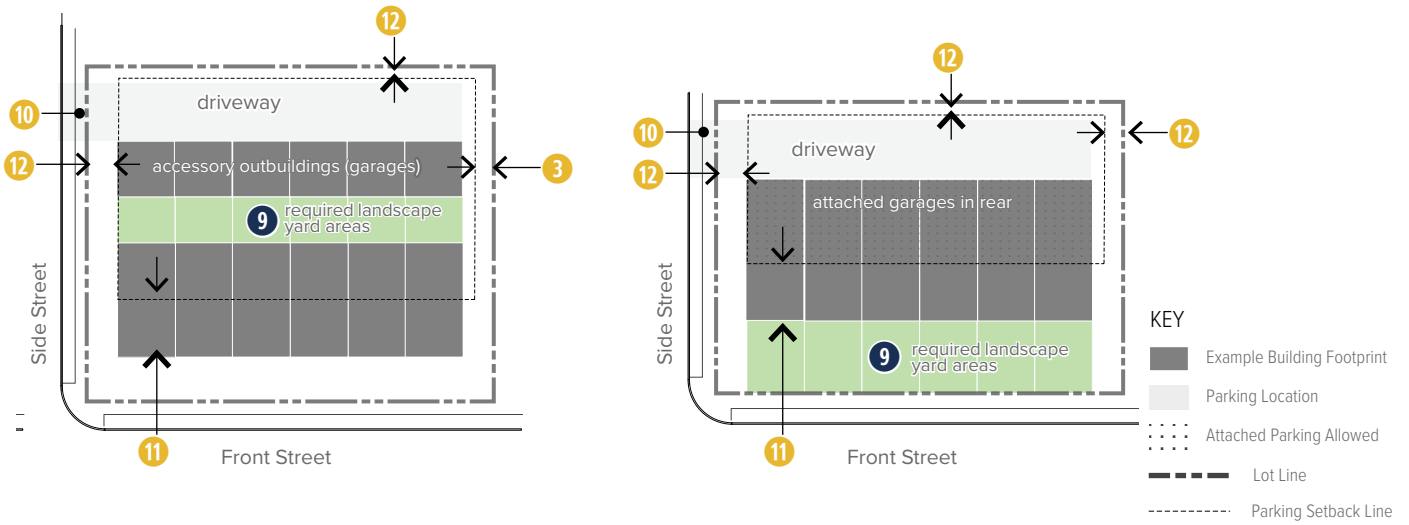 12
driveway
10
12
accessory outbuildings (garages)
3
9
required landscape
yard areas
Side Street
11
Front Street
12
10
12
driveway
12
attached garages in rear
Side Street
9
required landscape
yard areas
11
Front Street
KEY
Example Building Footprint
Parking Location
Attached Parking Allowed
Lot Line
Parking Setback Line